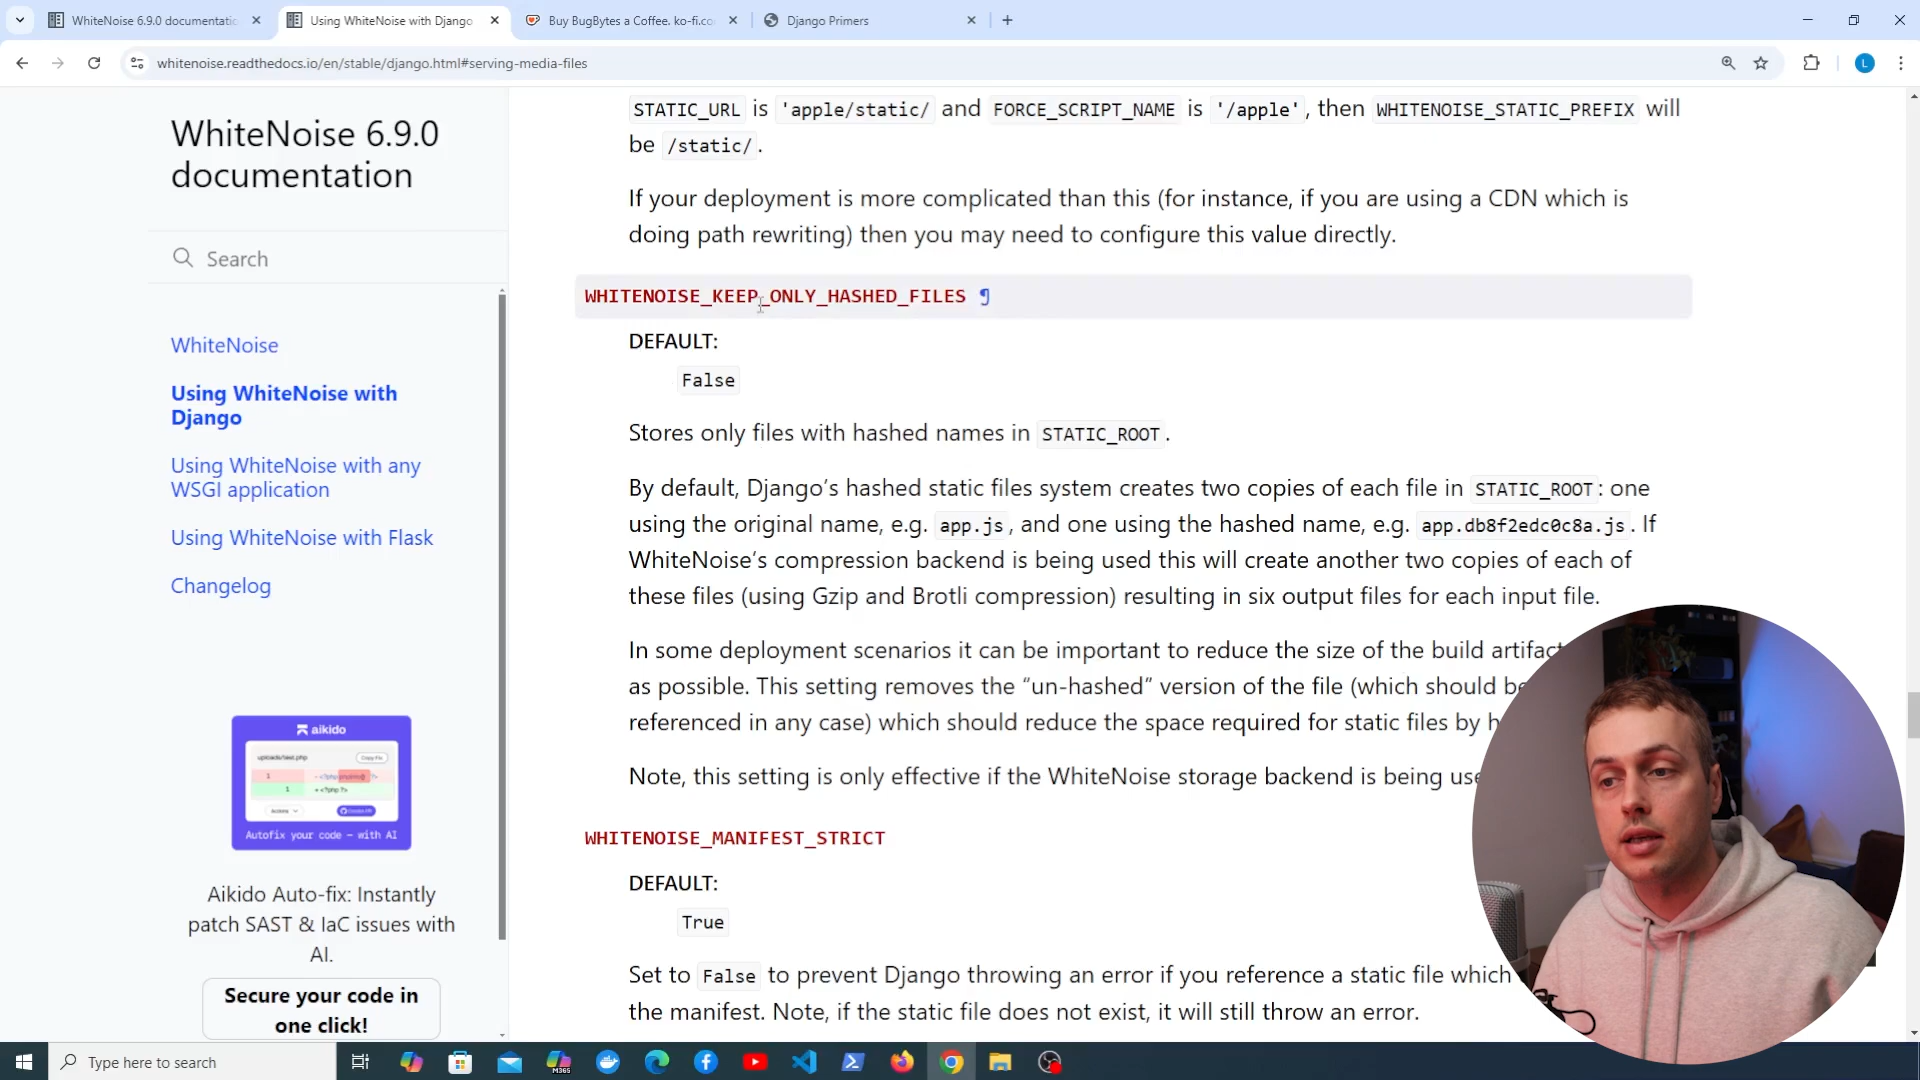 WhiteNoise 6.9.0 documentatio
Using WhiteNoise with Django
Buy BugBytes a Coffee. ko-fi.co
Django Primers
whitenoise.readthedocs.io/en/stable/django.html#serving-media-files
L
WhiteNoise 6.9.0
documentation
Search
WhiteNoise
Using WhiteNoise with
Django
Using WhiteNoise with any
WSGI application
Using WhiteNoise with Flask
Changelog
aikido
uploads/test.php
Copy Fix
Autofix your code – with AI
Aikido Auto-fix: Instantly
patch SAST & IaC issues with
AI.
Secure your code in
one click!
STATIC_URL is 'apple/static/ and FORCE_SCRIPT_NAME is '/apple', then WHITENOISE_STATIC_PREFIX will
be /static/.
If your deployment is more complicated than this (for instance, if you are using a CDN which is
doing path rewriting) then you may need to configure this value directly.
WHITENOISE_KEEP_ONLY_HASHED_FILES ¶
DEFAULT:
False
Stores only files with hashed names in STATIC_ROOT.
By default, Django’s hashed static files system creates two copies of each file in STATIC_ROOT: one
using the original name, e.g. app.js, and one using the hashed name, e.g. app.db8f2edc0c8a.js. If
WhiteNoise’s compression backend is being used this will create another two copies of each of
these files (using Gzip and Brotli compression) resulting in six output files for each input file.
In some deployment scenarios it can be important to reduce the size of the build artifact
as possible. This setting removes the “un-hashed” version of the file (which should be
referenced in any case) which should reduce the space required for static files by h
Note, this setting is only effective if the WhiteNoise storage backend is being use
WHITENOISE_MANIFEST_STRICT
DEFAULT:
True
Set to False to prevent Django throwing an error if you reference a static file which
the manifest. Note, if the static file does not exist, it will still throw an error.
Type here to search
M365